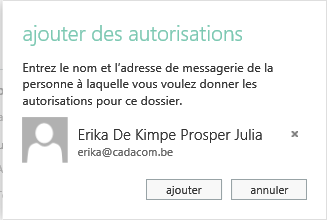 ajouter des autorisations
Entrez le nom et l'adresse de messagerie de la
personne à laquelle vous voulez donner les
autorisations pour ce dossier.
Erika De Kimpe Prosper Julia
erika@cadacom.be
ajouter annuler